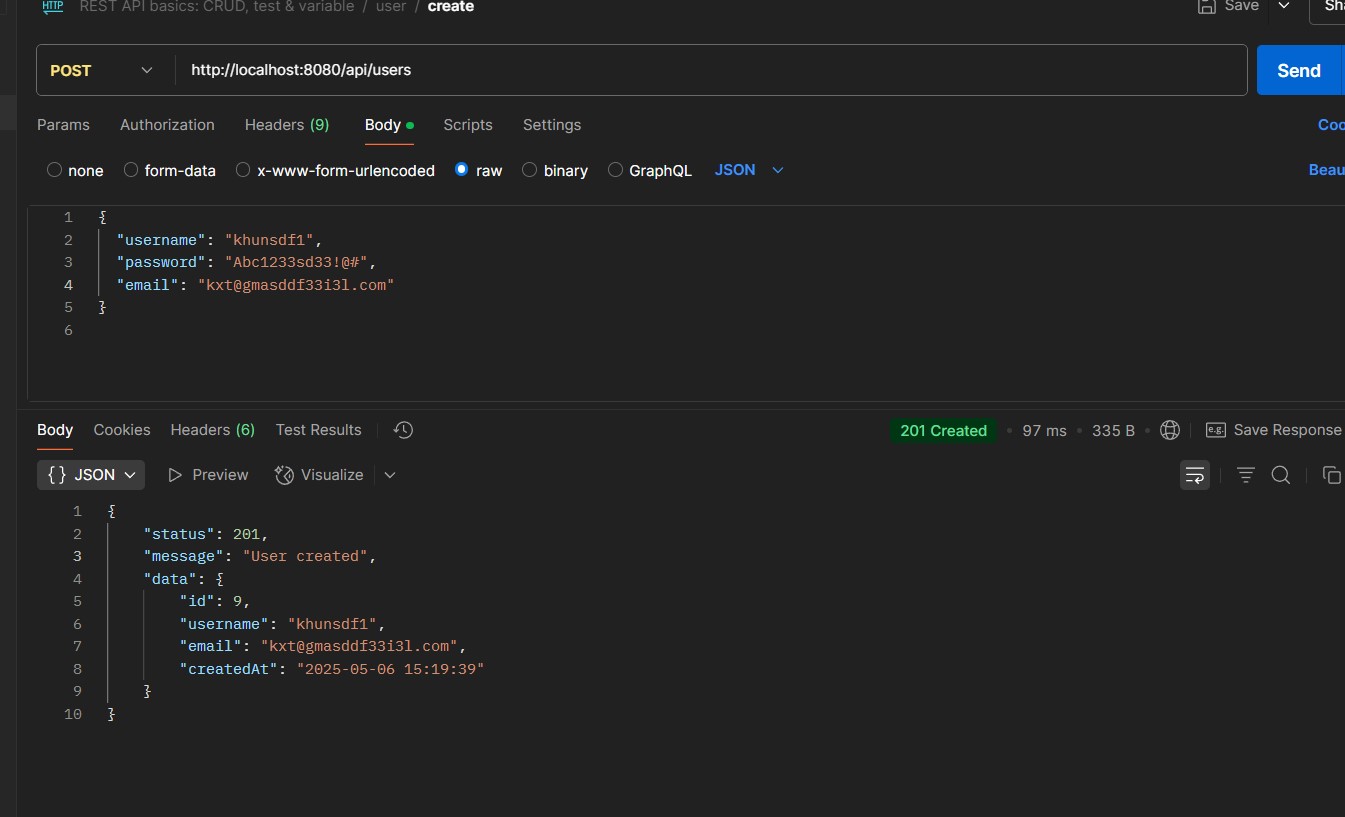 HTTP REST API basics: CRUD, test & variable / user / create Save
POST http://localhost:8080/api/users Send
Params Authorization Headers (9) Body Scripts Settings
none form-data x-www-form-urlencoded raw binary GraphQL JSON
1 {
2 "username": "khunsdf1",
3 "password": "Abc1233sd33!@#",
4 "email": "kxt@gmasddf33i3l.com"
5 }
6
Body Cookies Headers (6) Test Results 201 Created • 97 ms • 335 B • e.g. Save Response
{} JSON Preview Visualize
1 {
2 "status": 201,
3 "message": "User created",
4 "data": {
5 "id": 9,
6 "username": "khunsdf1",
7 "email": "kxt@gmasddf33i3l.com",
8 "createdAt": "2025-05-06 15:19:39"
9 }
10 }